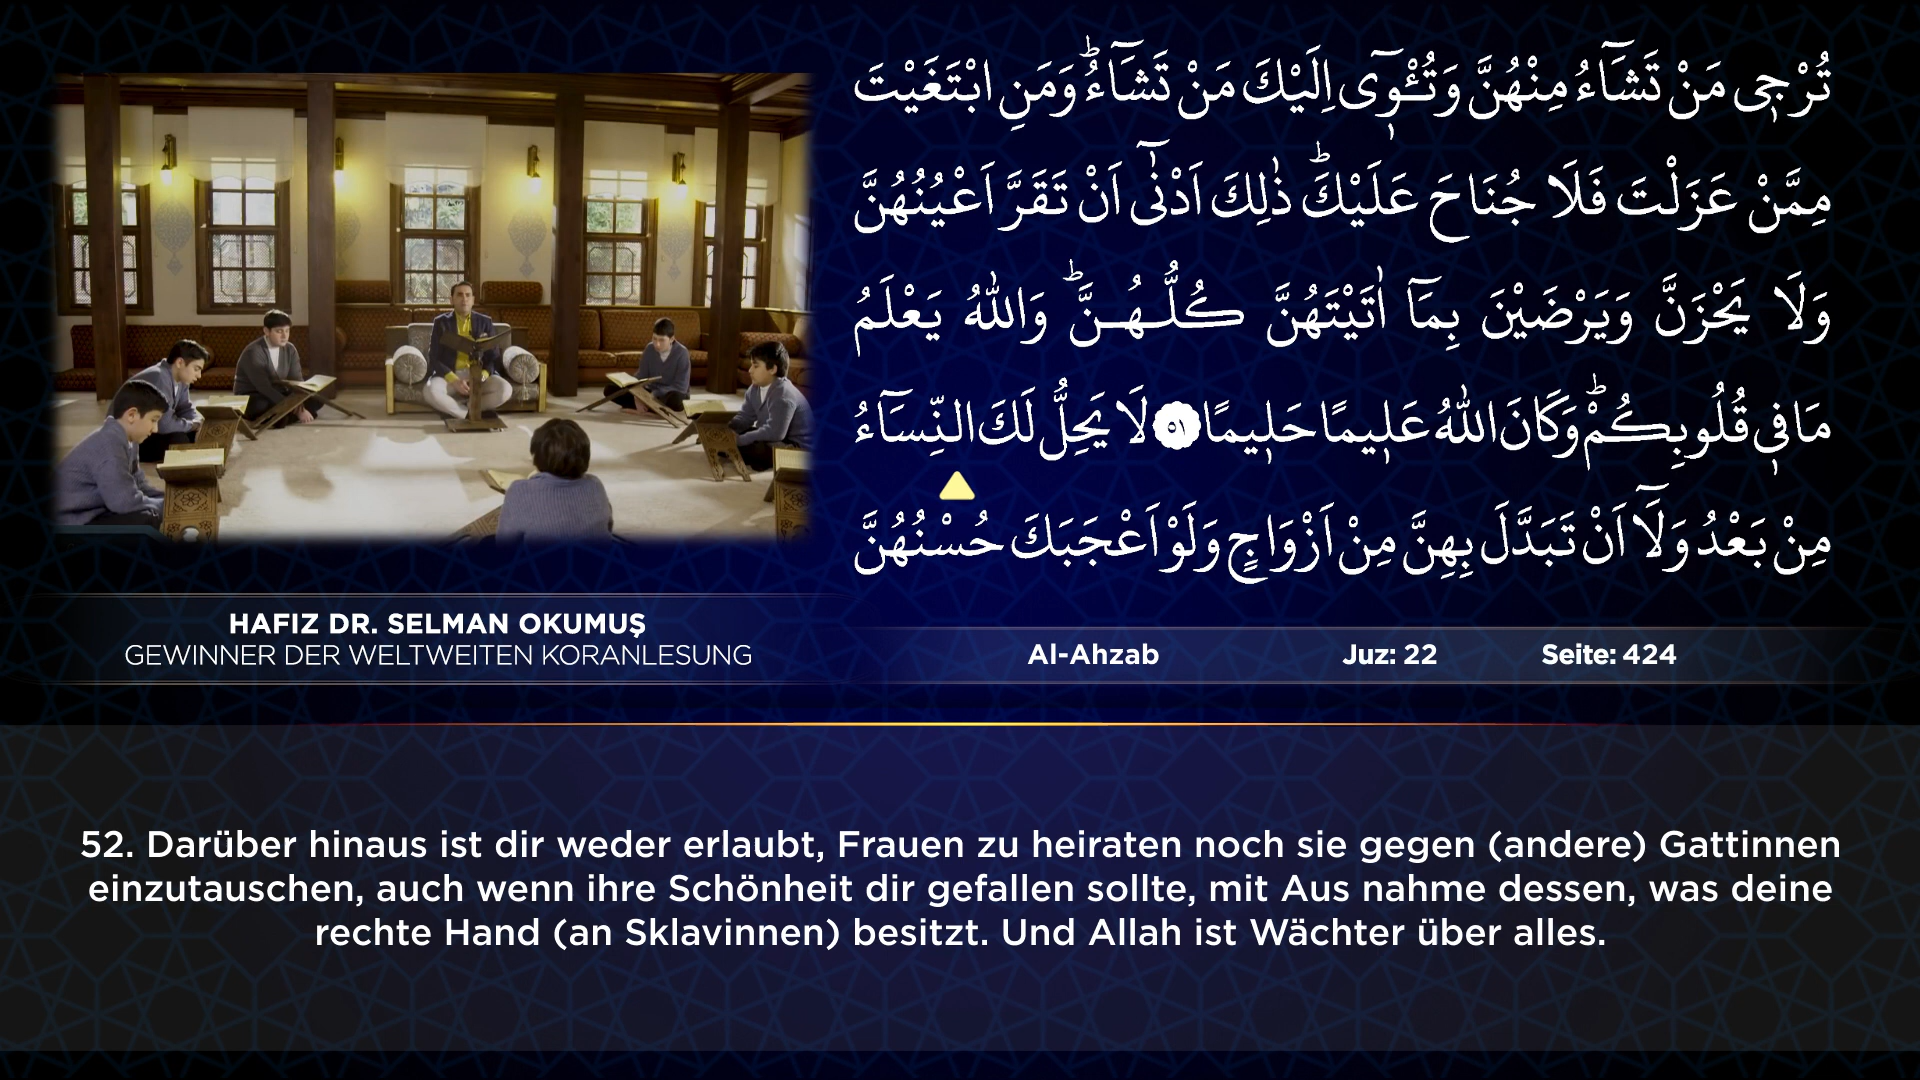 تُرْجٖي مَنْ تَشَٓاءُ مِنْهُنَّ وَتُـْٔوٖٓي اِلَيْكَ مَنْ تَشَٓاءُؕ وَمَنِ ابْتَغَيْتَ
مِمَّنْ عَزَلْتَ فَلَا جُنَاحَ عَلَيْكَؕ ذٰلِكَ اَدْنٰٓى اَنْ تَقَرَّ اَعْيُنُهُنَّ
وَلَا يَحْزَنَّ وَيَرْضَيْنَ بِمَٓا اٰتَيْتَهُنَّ كُلُّهُنَّؕ وَاللّٰهُ يَعْلَمُ
مَا فٖي قُلُوبِكُمْؕ وَكَانَ اللّٰهُ عَلٖيمًا حَلٖيمًا ٥١ لَا يَحِلُّ لَكَ النِّسَٓاءُ
مِنْ بَعْدُ وَلَٓا اَنْ تَبَدَّلَ بِهِنَّ مِنْ اَزْوَاجٍ وَلَوْ اَعْجَبَكَ حُسْنُهُنَّ
HAFIZ DR. SELMAN OKUMUŞ
GEWINNER DER WELTWEITEN KORANLESUNG
Al-Ahzab Juz: 22 Seite: 424
52. Darüber hinaus ist dir weder erlaubt, Frauen zu heiraten noch sie gegen (andere) Gattinnen
einzutauschen, auch wenn ihre Schönheit dir gefallen sollte, mit Aus nahme dessen, was deine
rechte Hand (an Sklavinnen) besitzt. Und Allah ist Wächter über alles.